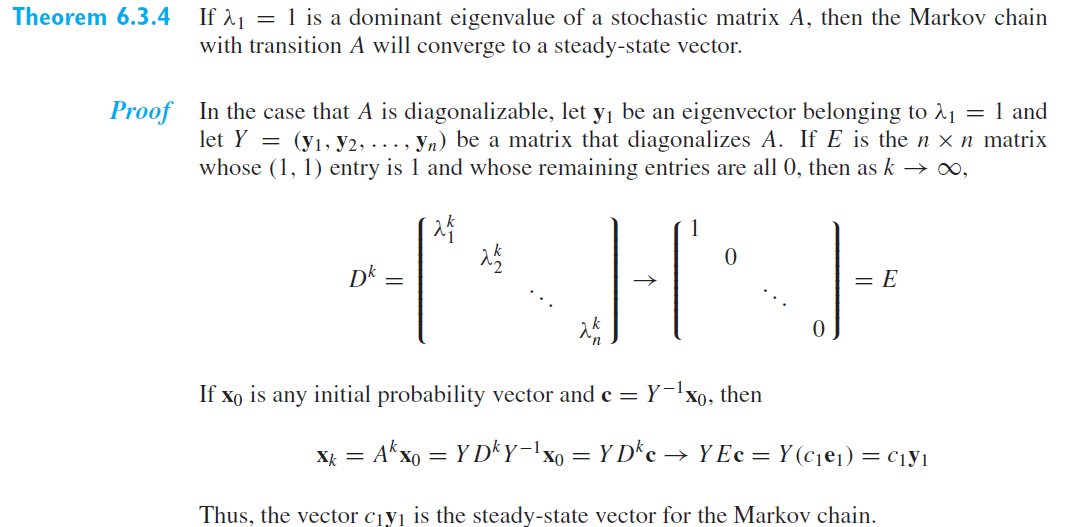 Theorem 6.3.4 If λ₁ = 1 is a dominant eigenvalue of a stochastic matrix A, then the Markov chain
with transition A will converge to a steady-state vector.
Proof In the case that A is diagonalizable, let y₁ be an eigenvector belonging to λ₁ = 1 and
let Y = (y₁, y₂, . . . , yₙ) be a matrix that diagonalizes A. If E is the n × n matrix
whose (1, 1) entry is 1 and whose remaining entries are all 0, then as k → ∞,
λ₁ᵏ 1
λ₂ᵏ 0
Dᵏ = ⋱ → ⋱ = E
λₙᵏ 0
If x₀ is any initial probability vector and c = Y⁻¹x₀, then
xₖ = Aᵏx₀ = YDᵏY⁻¹x₀ = YDᵏc → YEc = Y(c₁e₁) = c₁y₁
Thus, the vector c₁y₁ is the steady-state vector for the Markov chain.